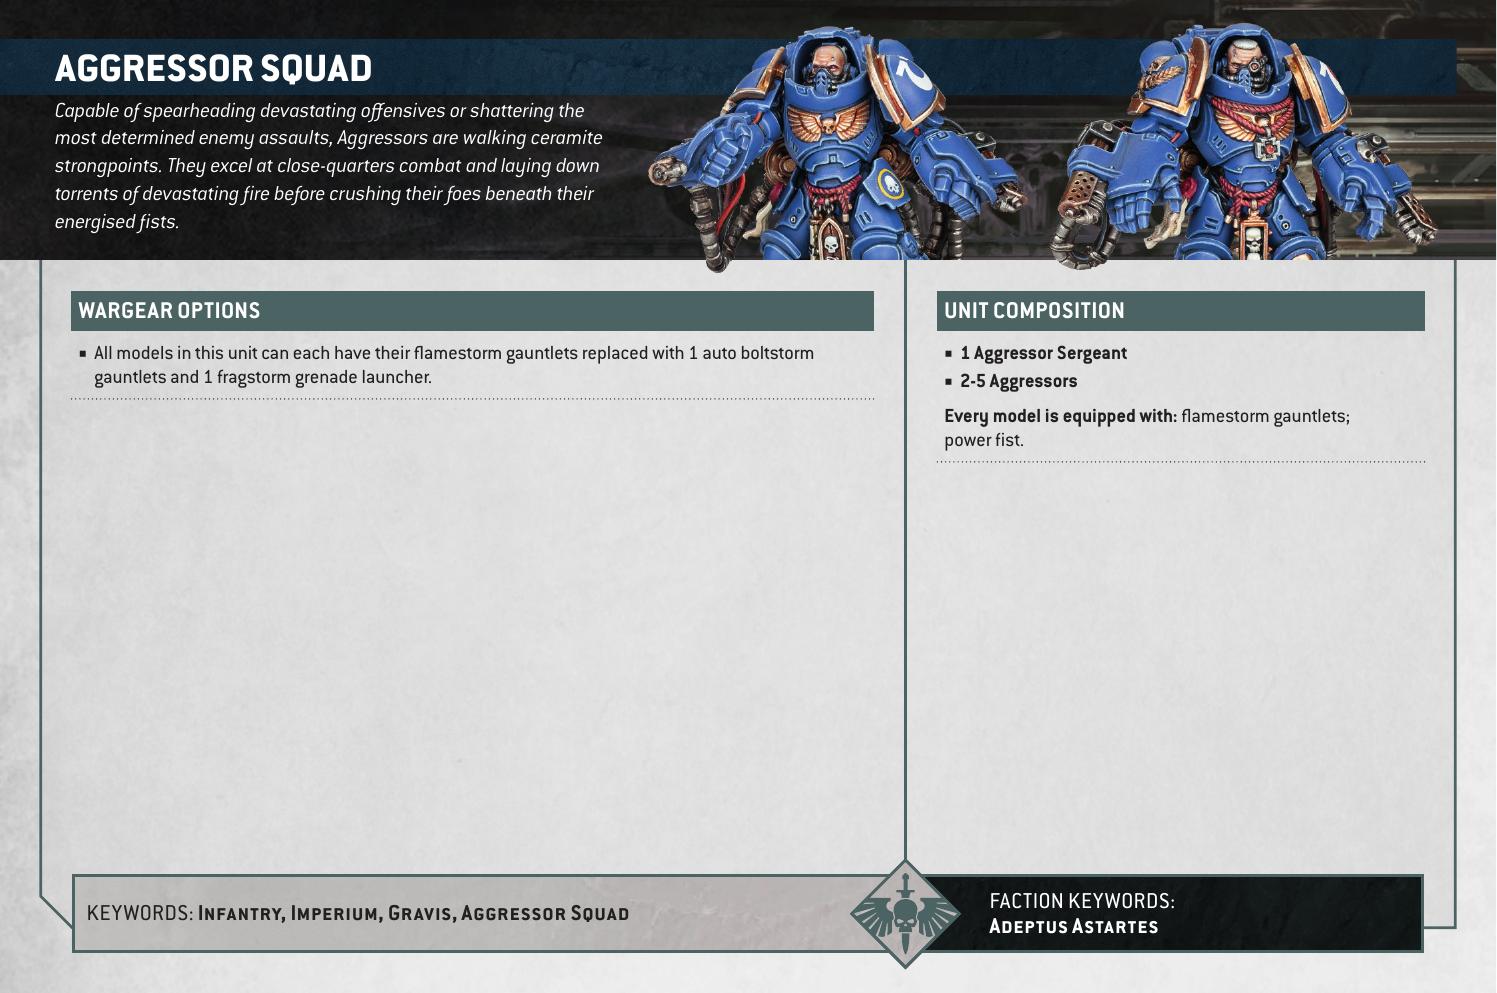 AGGRESSOR SQUAD
Capable of spearheading devastating offensives or shattering the
most determined enemy assaults, Aggressors are walking ceramite
strongpoints. They excel at close-quarters combat and laying down
torrents of devastating fire before crushing their foes beneath their
energised fists.
WARGEAR OPTIONS
▪ All models in this unit can each have their flamestorm gauntlets replaced with 1 auto boltstorm
gauntlets and 1 fragstorm grenade launcher.
UNIT COMPOSITION
▪ 1 Aggressor Sergeant
▪ 2-5 Aggressors
Every model is equipped with: flamestorm gauntlets;
power fist.
KEYWORDS: Infantry, Imperium, Gravis, Aggressor Squad
FACTION KEYWORDS:
Adeptus Astartes